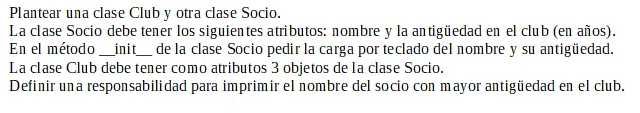 Plantear una clase Club y otra clase Socio.
La clase Socio debe tener los siguientes atributos: nombre y la antigüedad en el club (en años).
En el método __init__ de la clase Socio pedir la carga por teclado del nombre y su antigüedad.
La clase Club debe tener como atributos 3 objetos de la clase Socio.
Definir una responsabilidad para imprimir el nombre del socio con mayor antigüedad en el club.